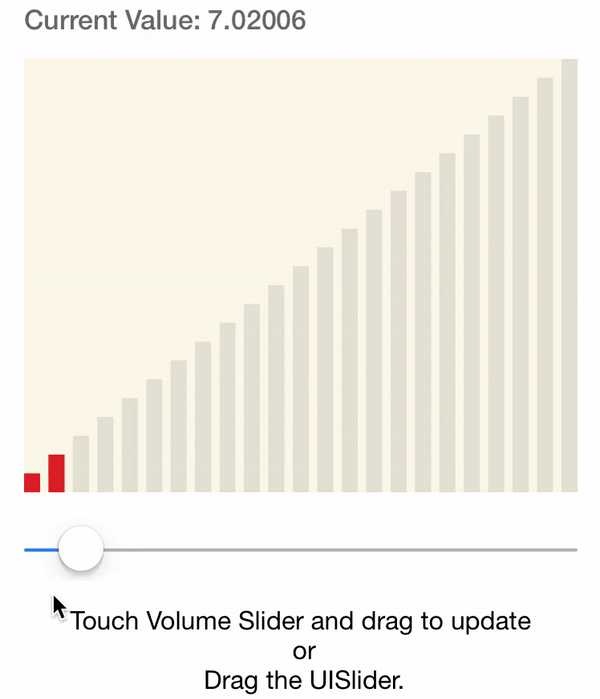 Current Value: 7.02006
Touch Volume Slider and drag to update
or
Drag the UISlider.